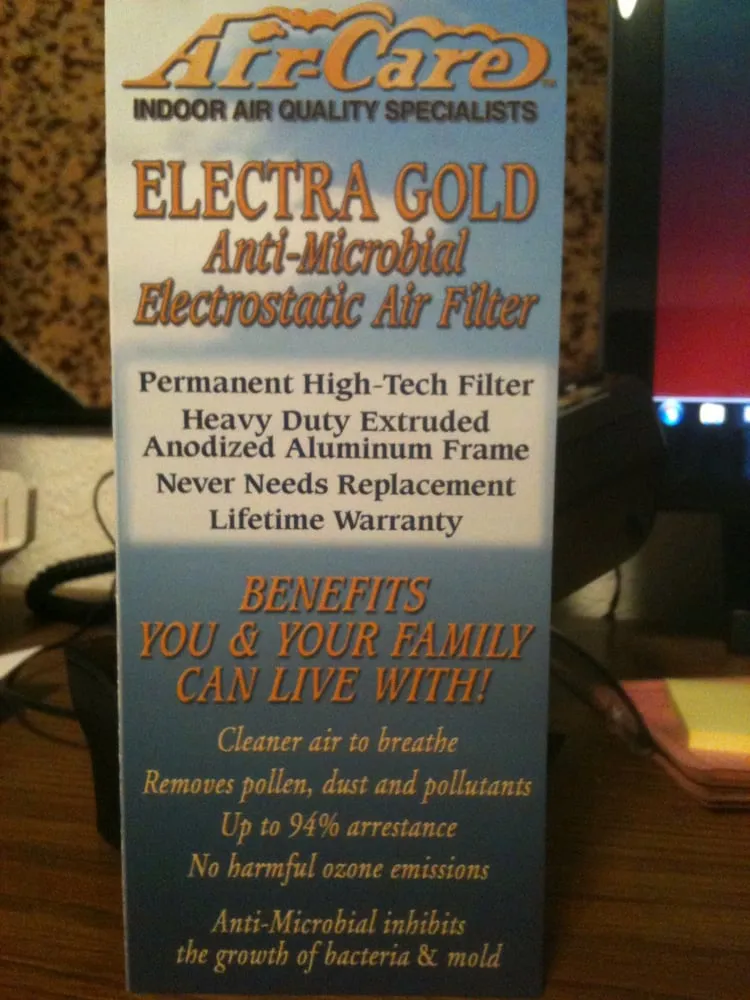 Air-Care™
INDOOR AIR QUALITY SPECIALISTS
ELECTRA GOLD
Anti-Microbial
Electrostatic Air Filter
Permanent High-Tech Filter
Heavy Duty Extruded
Anodized Aluminum Frame
Never Needs Replacement
Lifetime Warranty
BENEFITS
YOU & YOUR FAMILY
CAN LIVE WITH!
Cleaner air to breathe
Removes pollen, dust and pollutants
Up to 94% arrestance
No harmful ozone emissions
Anti-Microbial inhibits
the growth of bacteria & mold